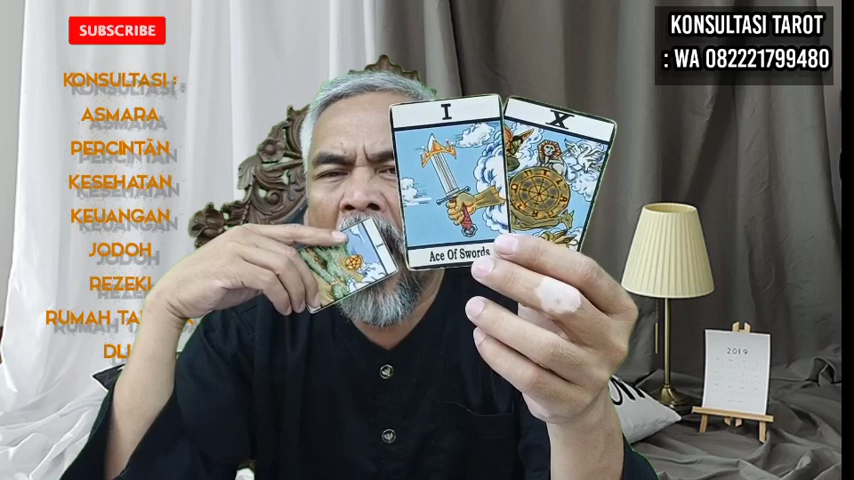 SUBSCRIBE
KONSULTASI TAROT
: WA 082221799480
KONSULTASI :
ASMARA
PERCINTAN
KESEHATAN
KEUANGAN
JODOH
REZEKI
RUMAH
I
X
Ace Of Swords
2019